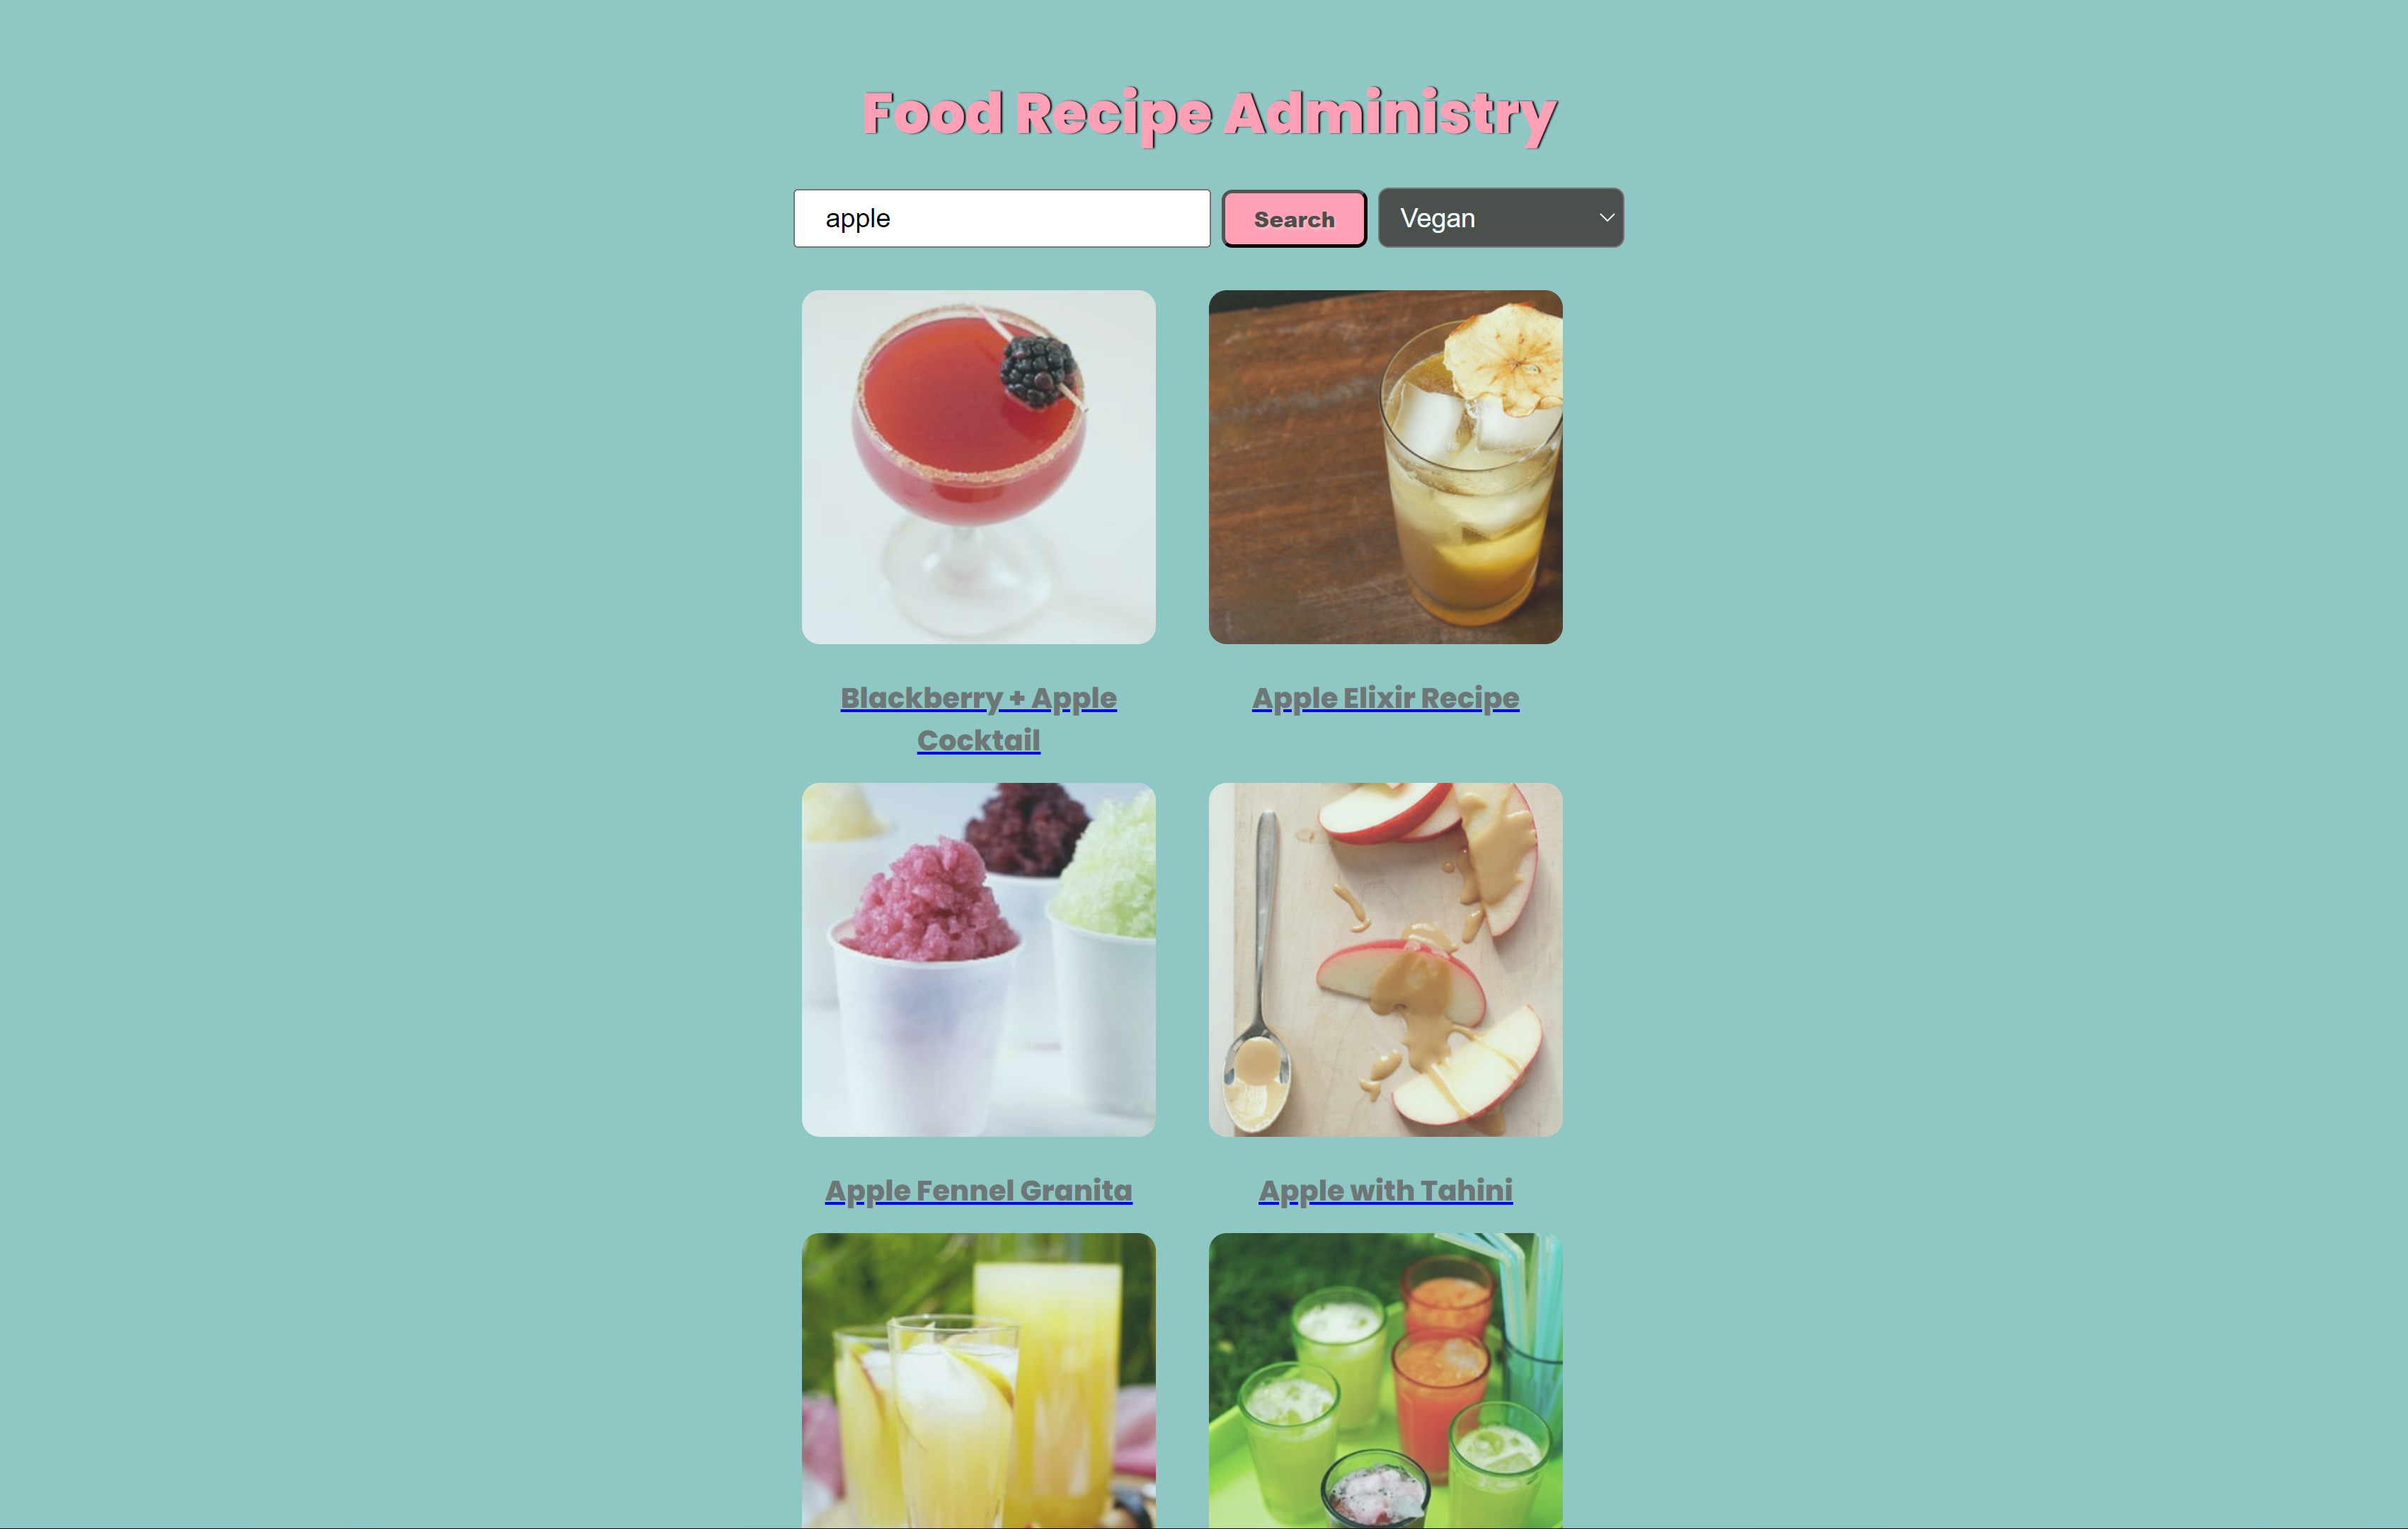 Food Recipe Administry
apple
Search
Vegan
Blackberry + Apple
Cocktail
Apple Elixir Recipe
Apple Fennel Granita
Apple with Tahini